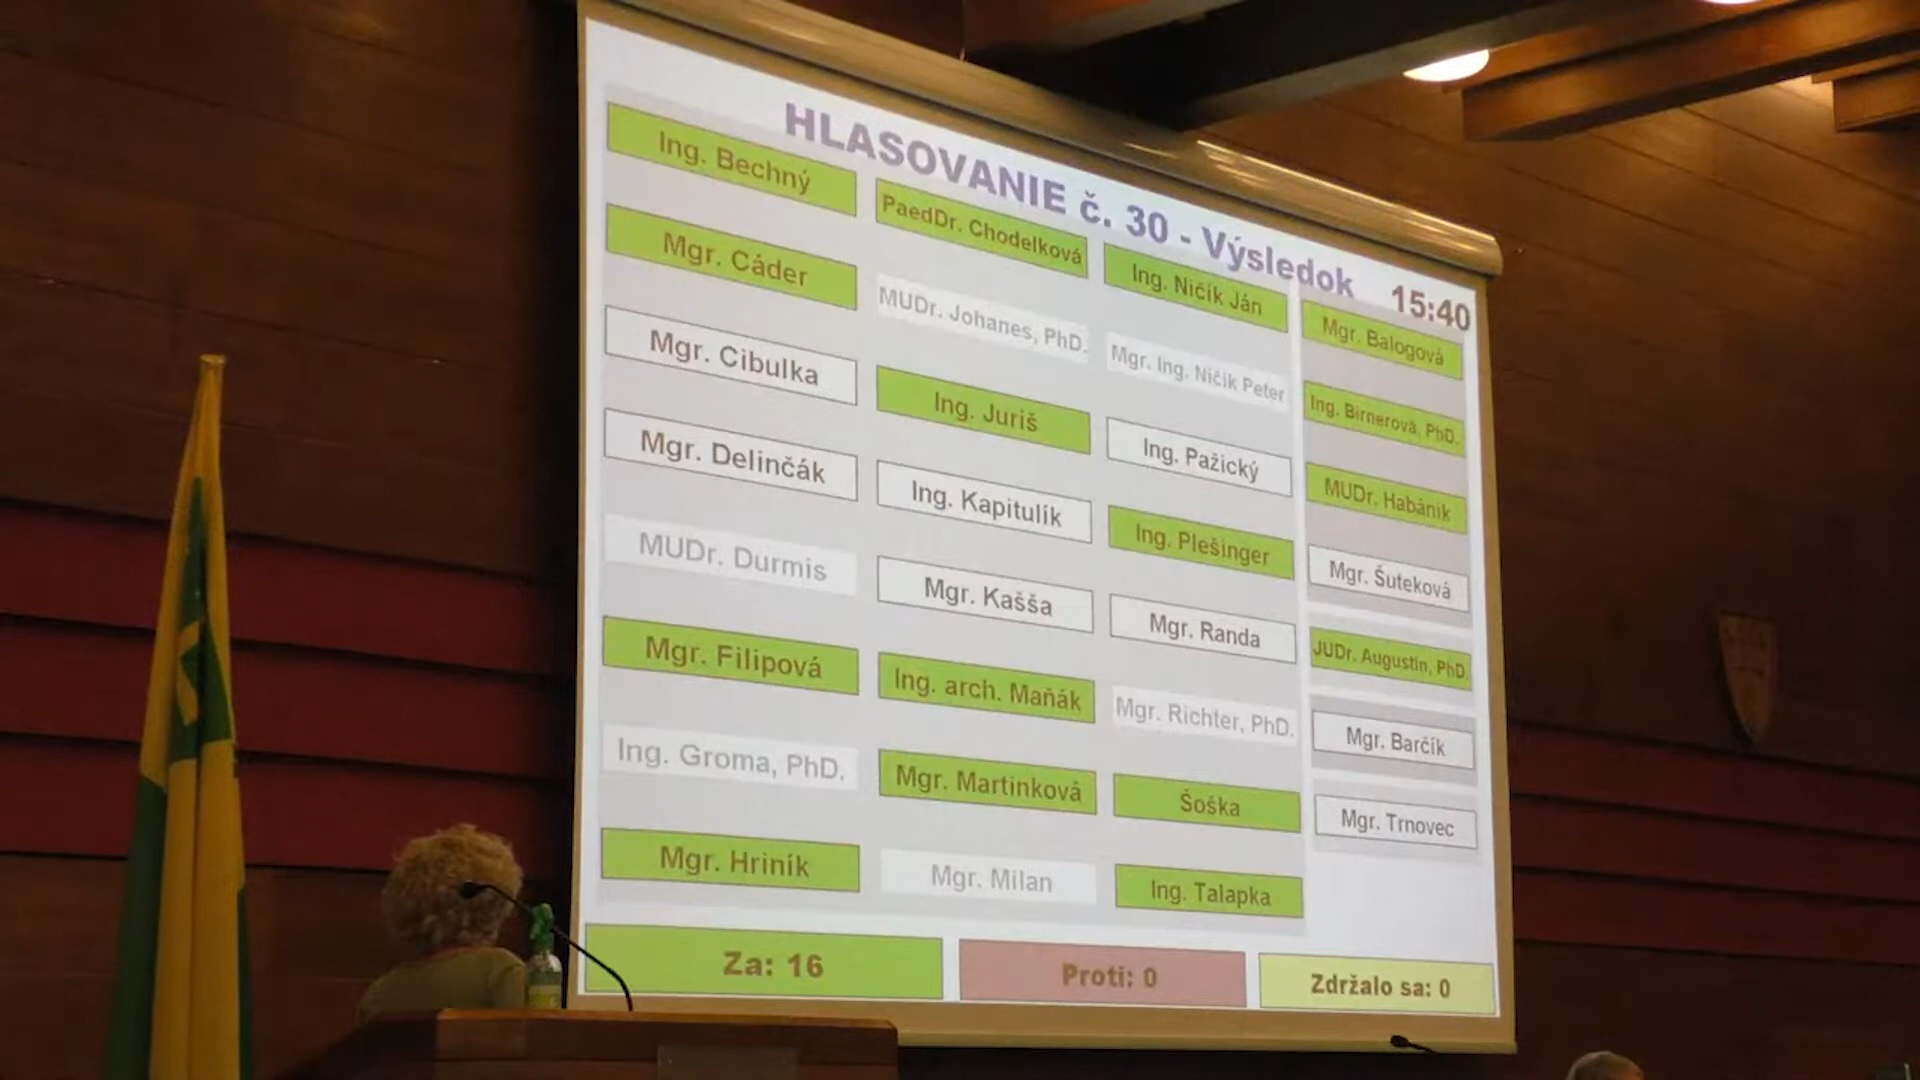 HLASOVANIE č. 30 - Výsledok 15:40
Ing. Bechný
Mgr. Cáder
Mgr. Cibulka
Mgr. Delinčák
MUDr. Durmis
Mgr. Filipová
Ing. Groma, PhD.
Mgr. Hriník
PaedDr. Chodelková
MUDr. Johanes, PhD.
Ing. Juriš
Ing. Kapitulík
Mgr. Kašša
Ing. arch. Maňák
Mgr. Martinková
Mgr. Milan
Ing. Ničík Ján
Mgr. Ing. Ničík Peter
Ing. Pažický
Ing. Plešinger
Mgr. Randa
Mgr. Richter, PhD.
Šoška
Ing. Talapka
Mgr. Balogová
Ing. Birnerová, PhD.
MUDr. Habánik
Mgr. Šuteková
JUDr. Augustín, PhD.
Mgr. Barčík
Mgr. Trnovec
Za: 16
Proti: 0
Zdržalo sa: 0